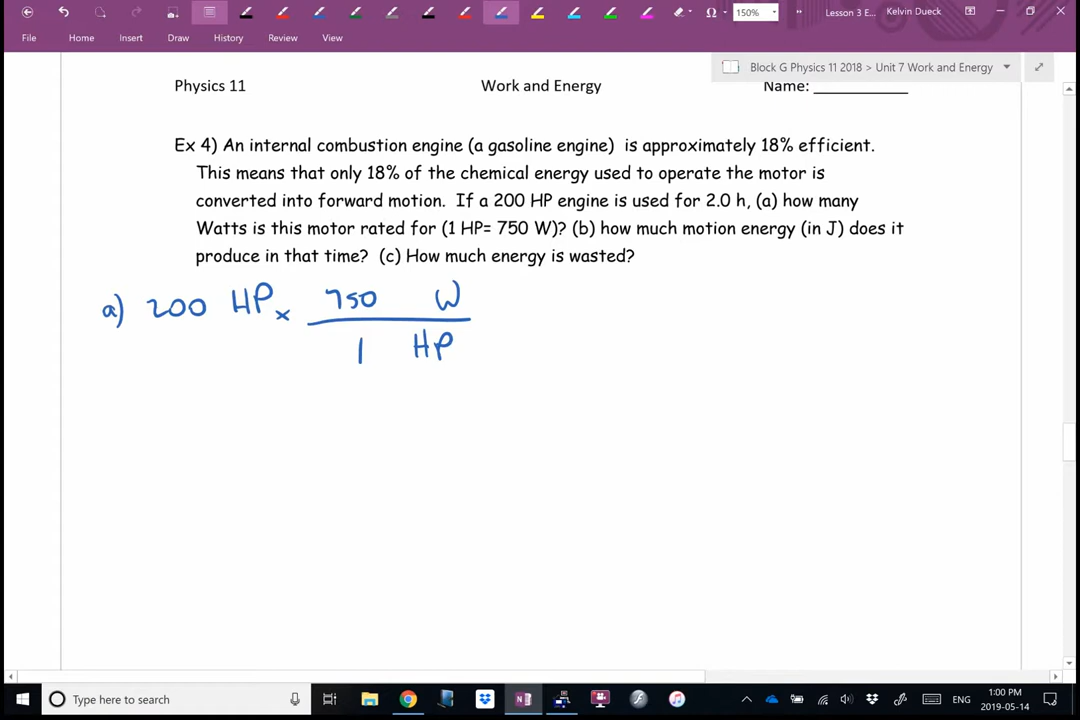 Ω 150% Lesson 3 E... Kelvin Dueck
File Home Insert Draw History Review View
Block G Physics 11 2018 > Unit 7 Work and Energy
Physics 11 Work and Energy Name: ___________
Ex 4) An internal combustion engine (a gasoline engine) is approximately 18% efficient.
This means that only 18% of the chemical energy used to operate the motor is
converted into forward motion. If a 200 HP engine is used for 2.0 h, (a) how many
Watts is this motor rated for (1 HP= 750 W)? (b) how much motion energy (in J) does it
produce in that time? (c) How much energy is wasted?
a) 200 HP x 750 W
1 HP
Type here to search
ENG
1:00 PM
2019-05-14